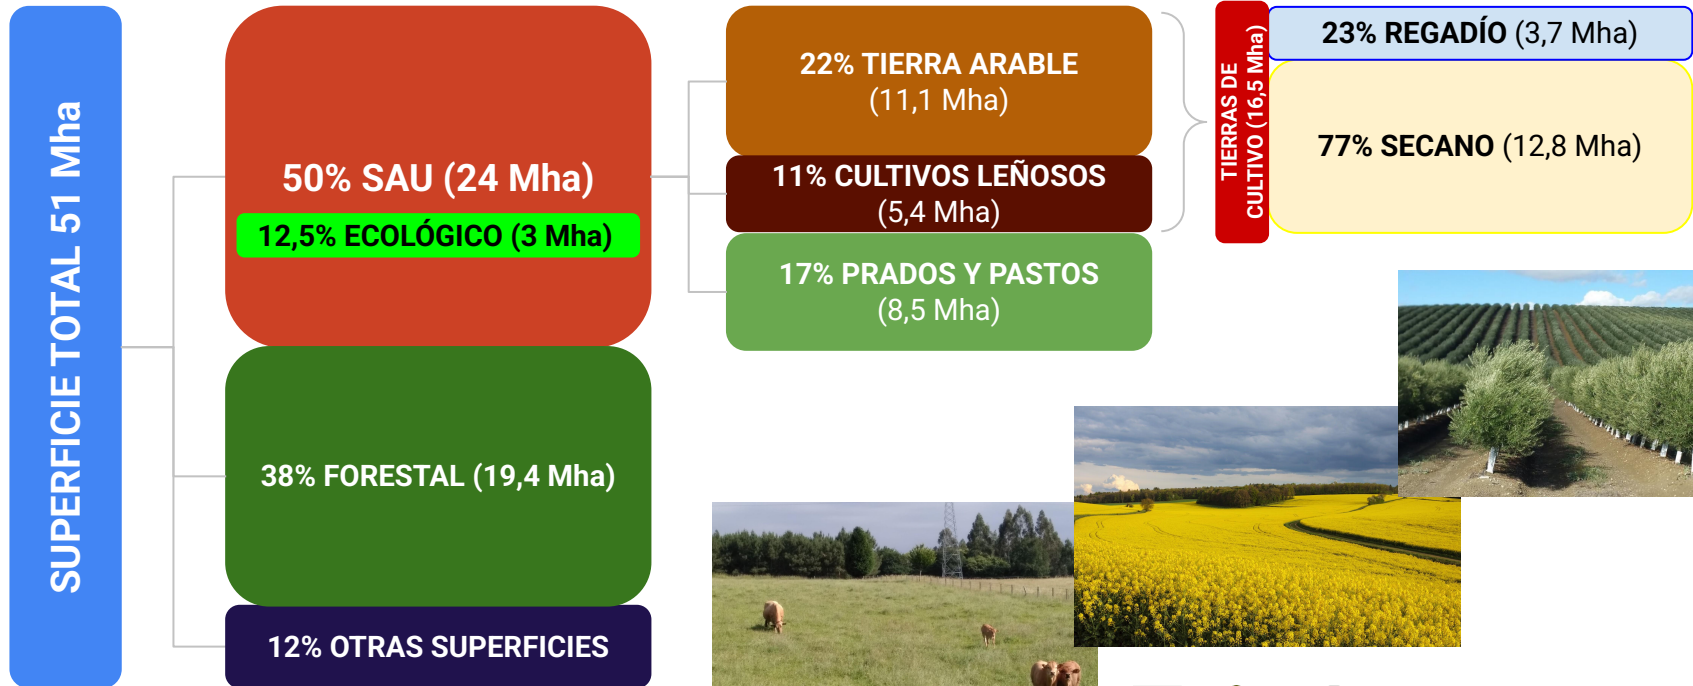 SUPERFICIE TOTAL 51 Mha
50% SAU (24 Mha)
12,5% ECOLÓGICO (3 Mha)
38% FORESTAL (19,4 Mha)
12% OTRAS SUPERFICIES
22% TIERRA ARABLE
(11,1 Mha)
11% CULTIVOS LEÑOSOS
(5,4 Mha)
17% PRADOS Y PASTOS
(8,5 Mha)
TIERRAS DE
CULTIVO (16,5 Mha)
23% REGADÍO (3,7 Mha)
77% SECANO (12,8 Mha)